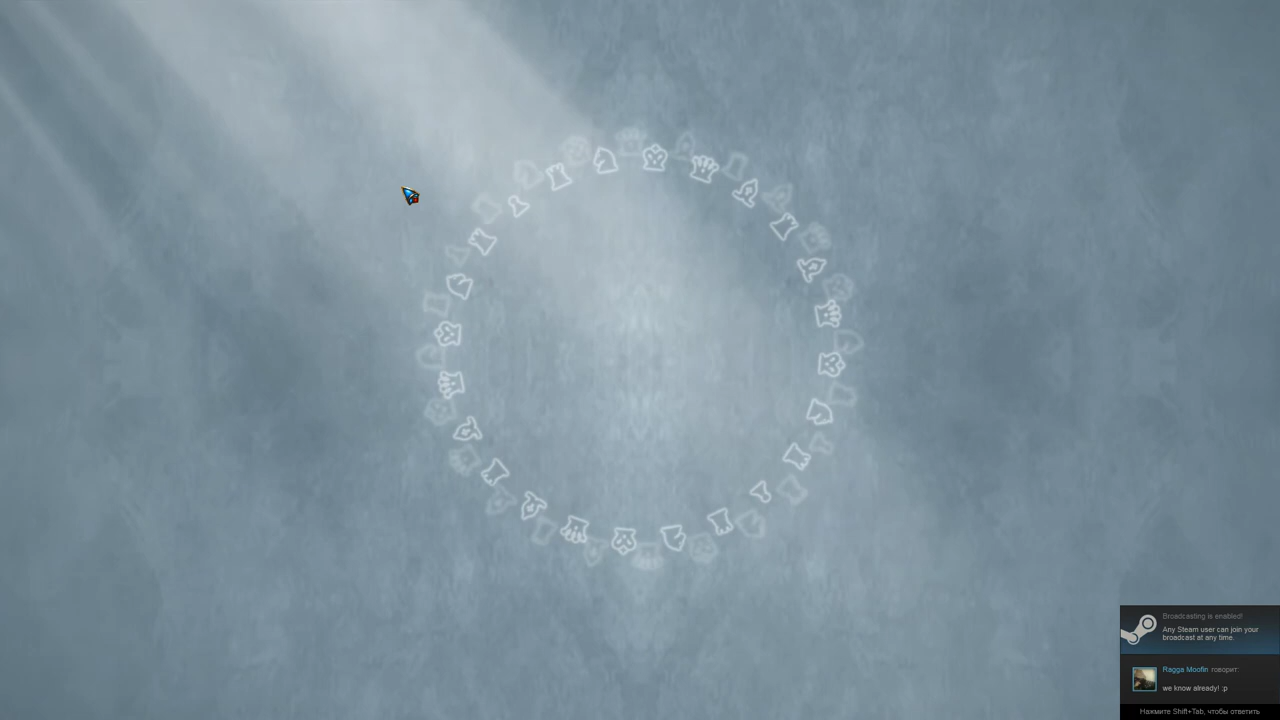 Broadcasting is enabled!
Any Steam user can join your
broadcast at any time.
Ragga Moofin говорит:
we know already! :p
Нажмите Shift+Tab, чтобы ответить